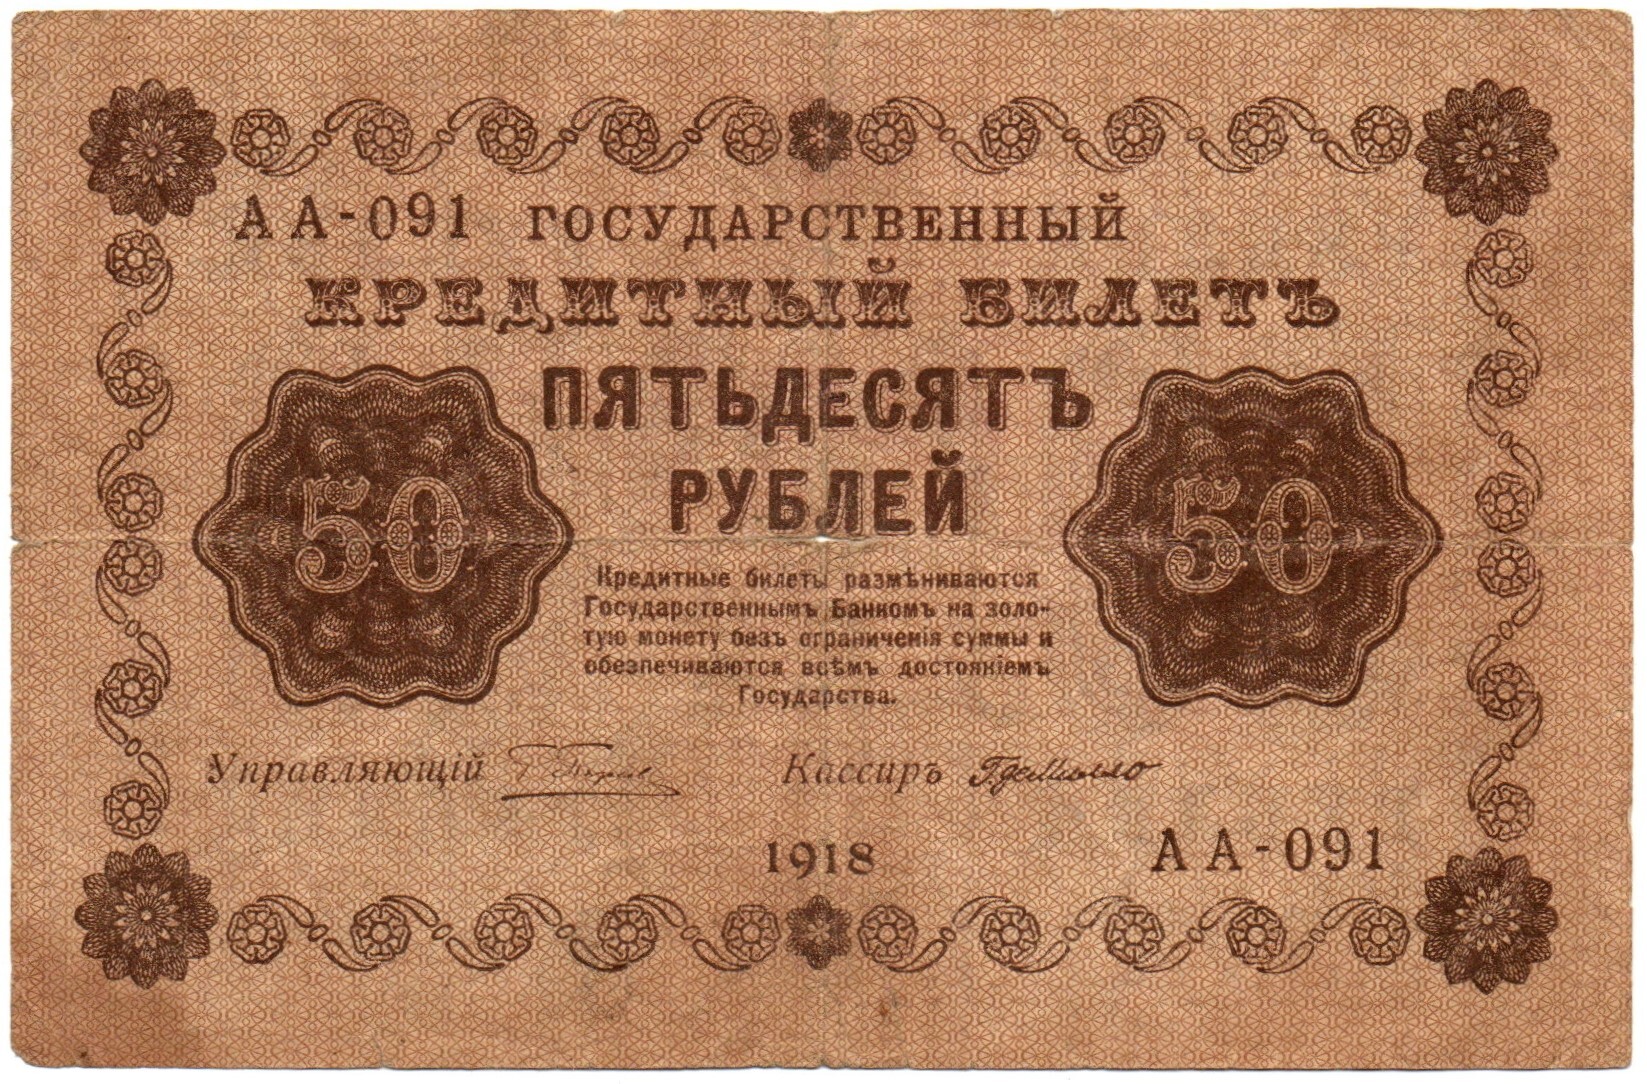 АА-091 ГОСУДАРСТВЕННЫЙ
КРЕДИТНЫЙ БИЛЕТЪ
ПЯТЬДЕСЯТЪ
РУБЛЕЙ
50 50
Кредитные билеты размѣниваются
Государственнымъ Банкомъ на золо-
тую монету безъ ограниченія суммы и
обезпечиваются всѣмъ достояніемъ
Государства.
Управляющій
Кассиръ
1918
АА-091